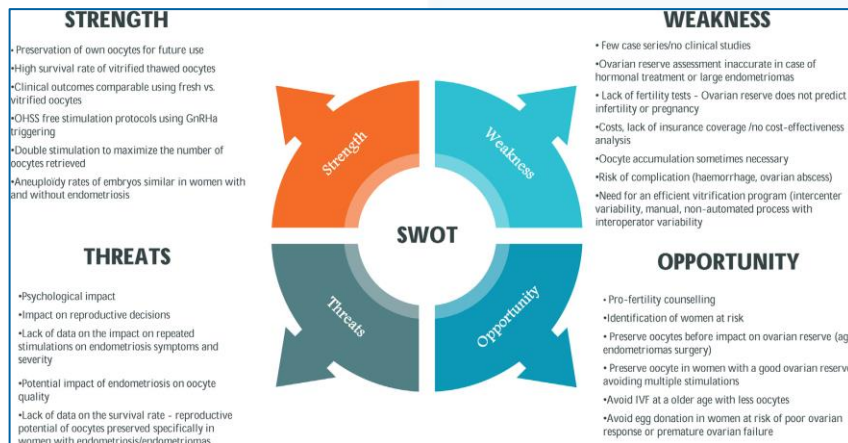 STRENGTH
• Preservation of own oocytes for future use
•High survival rate of vitrified thawed oocytes
•Clinical outcomes comparable using fresh vs.
vitrified oocytes
•OHSS free stimulation protocols using GnRHa
triggering
•Double stimulation to maximize the number of
oocytes retrieved
•Aneuploïdy rates of embryos similar in women with
and without endometriosis
WEAKNESS
• Few case series/no clinical studies
•Ovarian reserve assessment inaccurate in case of
hormonal treatment or large endometriomas
• Lack of fertility tests - Ovarian reserve does not predict
infertility or pregnancy
•Costs, lack of insurance coverage /no cost-effectiveness
analysis
•Oocyte accumulation sometimes necessary
•Risk of complication (haemorrhage, ovarian abscess)
•Need for an efficient vitrification program (intercenter
variability, manual, non-automated process with
interoperator variability
Strength
Weakness
SWOT
Threats
Opportunity
THREATS
•Psychological impact
•Impact on reproductive decisions
•Lack of data on the impact on repeated
stimulations on endometriosis symptoms and
severity
•Potential impact of endometriosis on oocyte
quality
•Lack of data on the survival rate - reproductive
potential of oocytes preserved specifically in
women with endometriosis/endometriomas
OPPORTUNITY
• Pro-fertility counselling
•Identification of women at risk
• Preserve oocytes before impact on ovarian reserve (ag
endometriomas surgery)
• Preserve oocyte in women with a good ovarian reserve
avoiding multiple stimulations
•Avoid IVF at a older age with less oocytes
•Avoid egg donation in women at risk of poor ovarian
response or premature ovarian failure